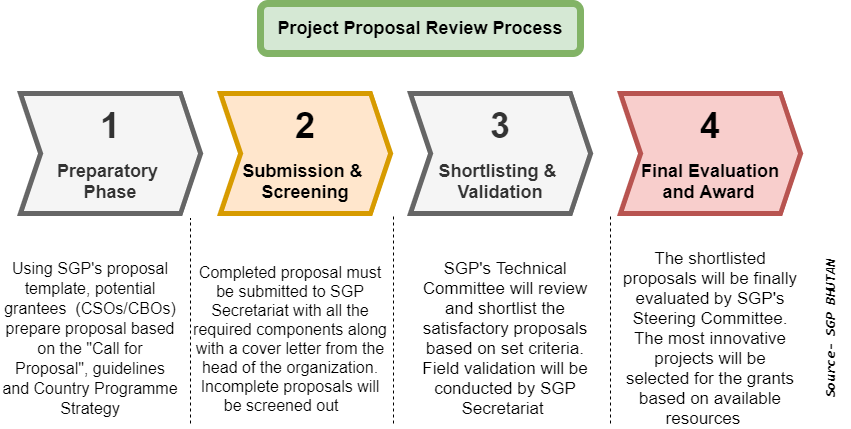 Project Proposal Review Process
1
Preparatory
Phase
2
Submission &
Screening
3
Shortlisting &
Validation
4
Final Evaluation
and Award
Using SGP's proposal
template, potential
grantees (CSOs/CBOs)
prepare proposal based
on the "Call for
Proposal", guidelines
and Country Programme
Strategy
Completed proposal must
be submitted to SGP
Secretariat with all the
required components along
with a cover letter from the
head of the organization.
Incomplete proposals will
be screened out
SGP's Technical
Committee will review
and shortlist the
satisfactory proposals
based on set criteria.
Field validation will be
conducted by SGP
Secretariat
The shortlisted
proposals will be finally
evaluated by SGP's
Steering Committee.
The most innovative
projects will be
selected for the grants
based on available
resources
Source- SGP BHUTAN